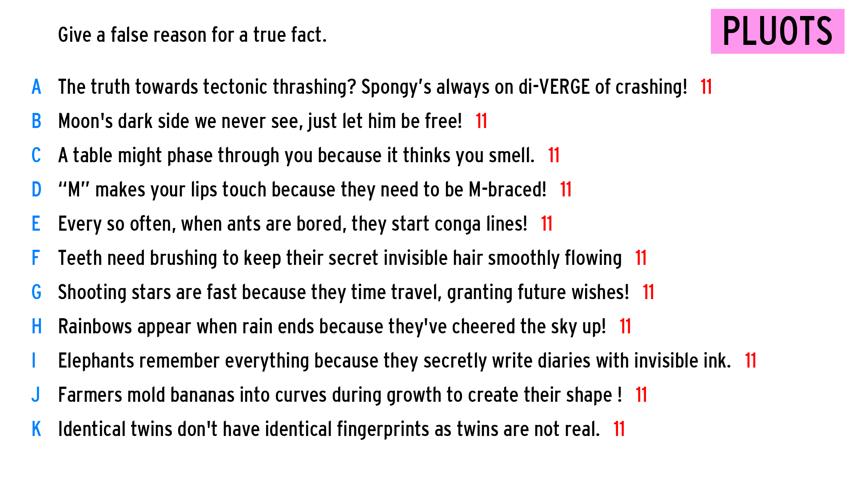 Give a false reason for a true fact.
PLUOTS
A The truth towards tectonic thrashing? Spongy's always on di-VERGE of crashing! 11
B Moon's dark side we never see, just let him be free! 11
C A table might phase through you because it thinks you smell. 11
D “M” makes your lips touch because they need to be M-braced! 11
E Every so often, when ants are bored, they start conga lines! 11
F Teeth need brushing to keep their secret invisible hair smoothly flowing 11
G Shooting stars are fast because they time travel, granting future wishes! 11
H Rainbows appear when rain ends because they've cheered the sky up! 11
I Elephants remember everything because they secretly write diaries with invisible ink. 11
J Farmers mold bananas into curves during growth to create their shape ! 11
K Identical twins don't have identical fingerprints as twins are not real. 11